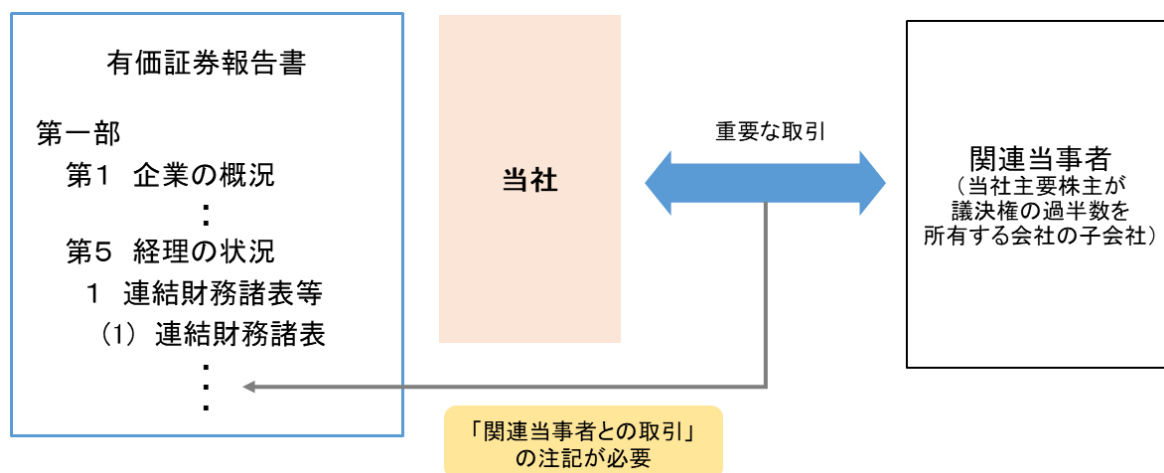 有価証券報告書
第一部
第1 企業の概況
：
第5 経理の状況
1 連結財務諸表等
(1) 連結財務諸表
・
・
・
当社
重要な取引
関連当事者
（当社主要株主が
議決権の過半数を
所有する会社の子会社）
「関連当事者との取引」
の注記が必要